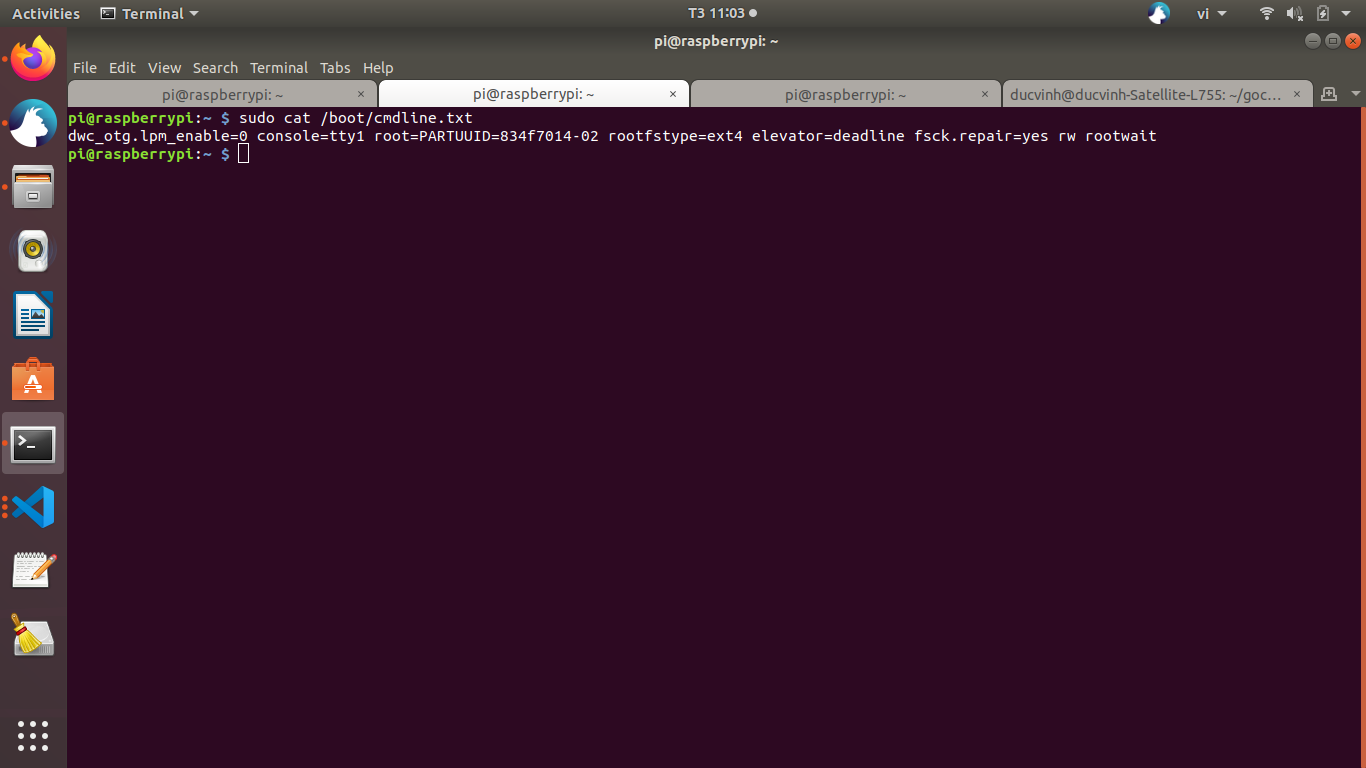 Activities Terminal T3 11:03 vi
pi@raspberrypi: ~
File Edit View Search Terminal Tabs Help
pi@raspberrypi: ~ × pi@raspberrypi: ~ × pi@raspberrypi: ~ × ducvinh@ducvinh-Satellite-L755: ~/goc… ×
pi@raspberrypi:~ $ sudo cat /boot/cmdline.txt
dwc_otg.lpm_enable=0 console=tty1 root=PARTUUID=834f7014-02 rootfstype=ext4 elevator=deadline fsck.repair=yes rw rootwait
pi@raspberrypi:~ $